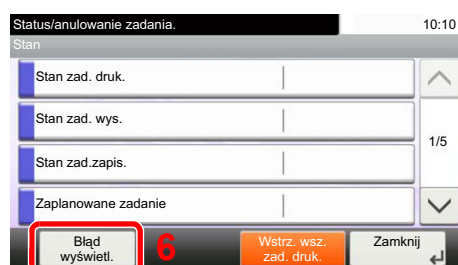 Status/anulowanie zadania. 10:10
Stan
Stan zad. druk.
Stan zad. wys.
1/5
Stan zad.zapis.
Zaplanowane zadanie
Błąd
wyświetl.
6
Wstrz. wsz.
zad. druk.
Zamknij